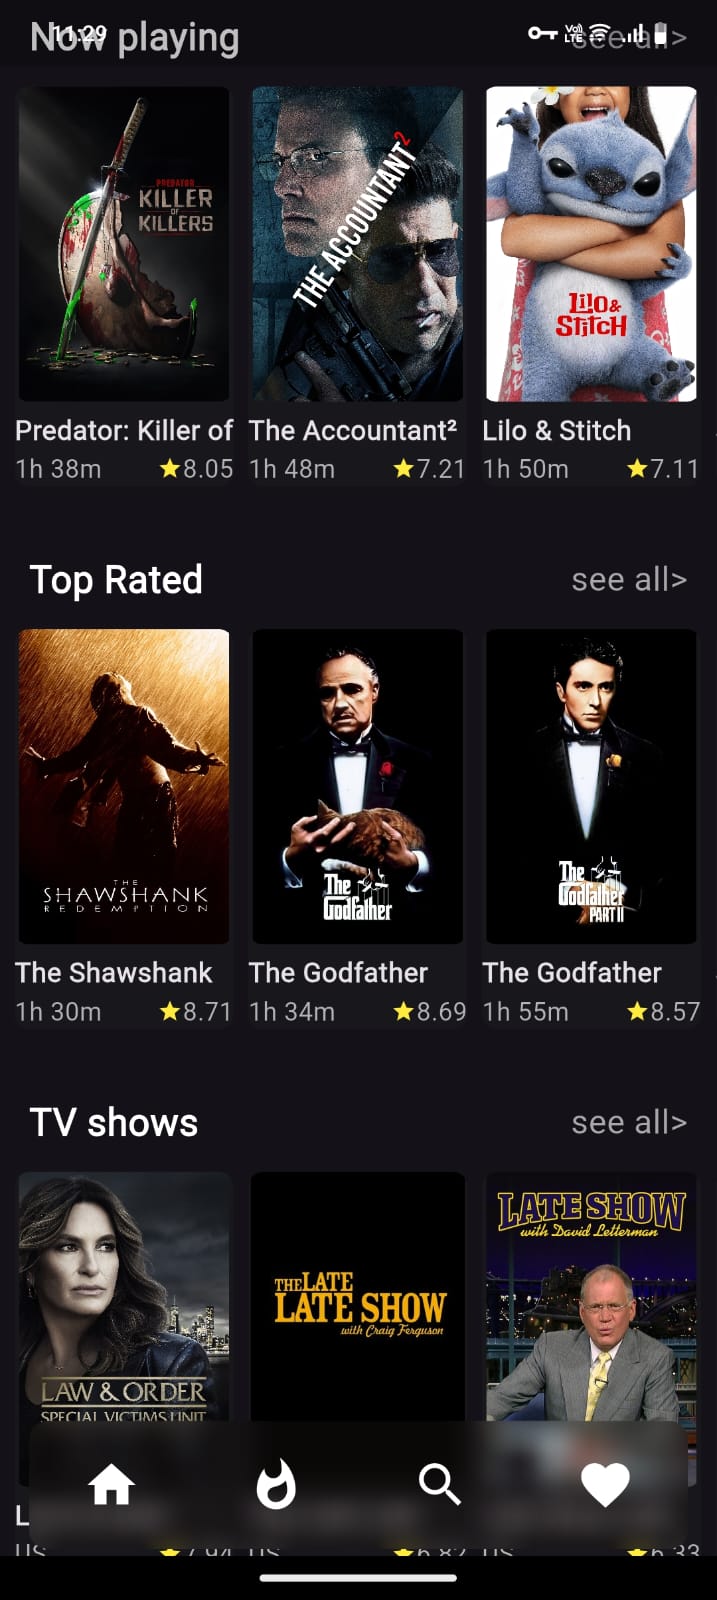 11:29
Vo)) LTE
Now playing
see all>
PREDATOR
KILLER
OF
KILLERS
THE ACCOUNTANT²
Lilo &
Stitch
Predator: Killer of
The Accountant²
Lilo & Stitch
1h 38m
8.05
1h 48m
7.21
1h 50m
7.11
Top Rated
see all>
THE
SHAWSHANK
REDEMPTION
The
Godfather
The
Godfather
PART II
The Shawshank
The Godfather
The Godfather
1h 30m
8.71
1h 34m
8.69
1h 55m
8.57
TV shows
see all>
LAW & ORDER
SPECIAL VICTIMS UNIT
THE LATE
LATE SHOW
with Craig Ferguson
LATE SHOW
with David Letterman
L
US
7.94
US
6.82
US
6.33